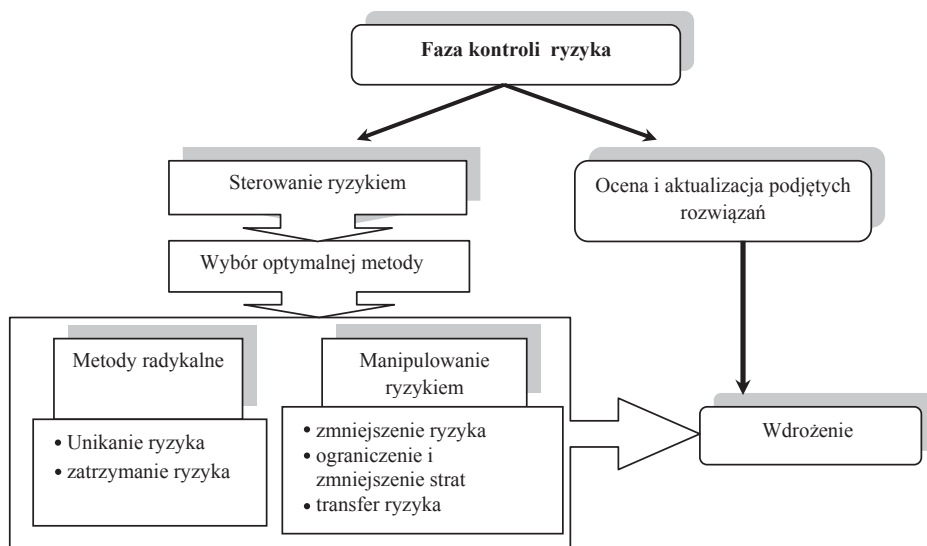 Faza kontroli ryzyka
Sterowanie ryzykiem
Ocena i aktualizacja podjętych
rozwiązań
Wybór optymalnej metody
Metody radykalne
Manipulowanie
ryzykiem
• Unikanie ryzyka
• zatrzymanie ryzyka
• zmniejszenie ryzyka
• ograniczenie i
zmniejszenie strat
• transfer ryzyka
Wdrożenie